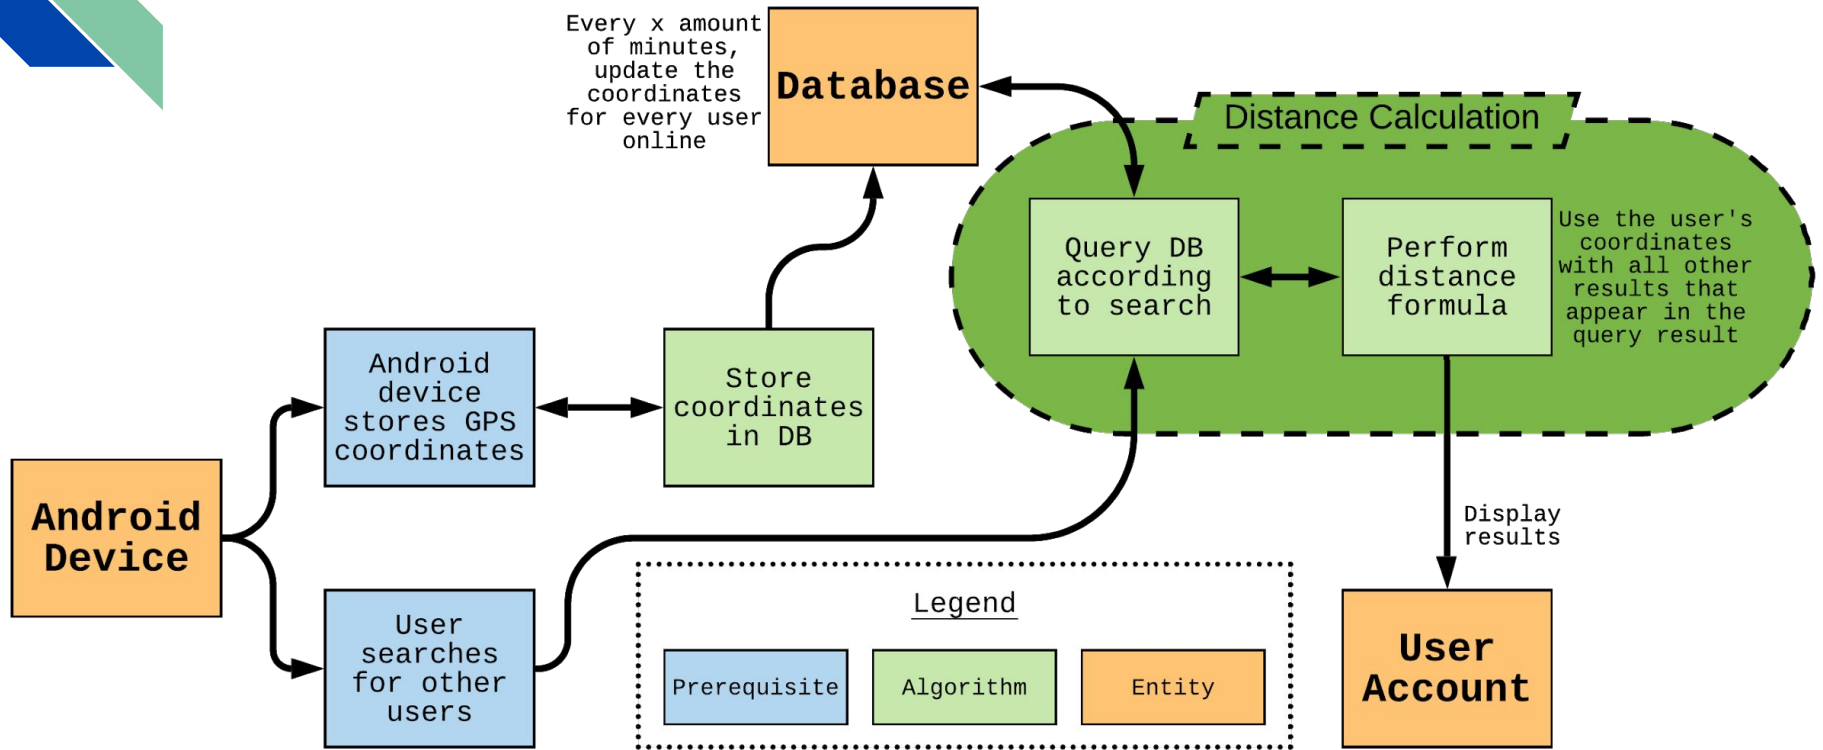 Every x amount
of minutes,
update the
coordinates
for every user
online
Database
Distance Calculation
Query DB
according
to search
Perform
distance
formula
Use the user's
coordinates
with all other
results that
appear in the
query result
Android
device
stores GPS
coordinates
Store
coordinates
in DB
Android
Device
Display
results
User
searches
for other
users
Legend
Prerequisite
Algorithm
Entity
User
Account